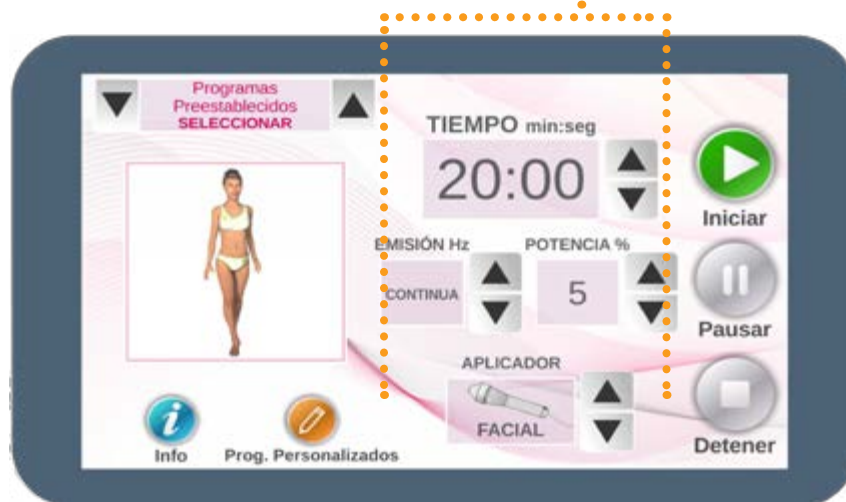 Programas
Preestablecidos
SELECCIONAR
TIEMPO min:seg
20:00
Iniciar
EMISIÓN Hz
POTENCIA %
CONTINUA
5
Pausar
APLICADOR
FACIAL
Detener
i
Info
Prog. Personalizados